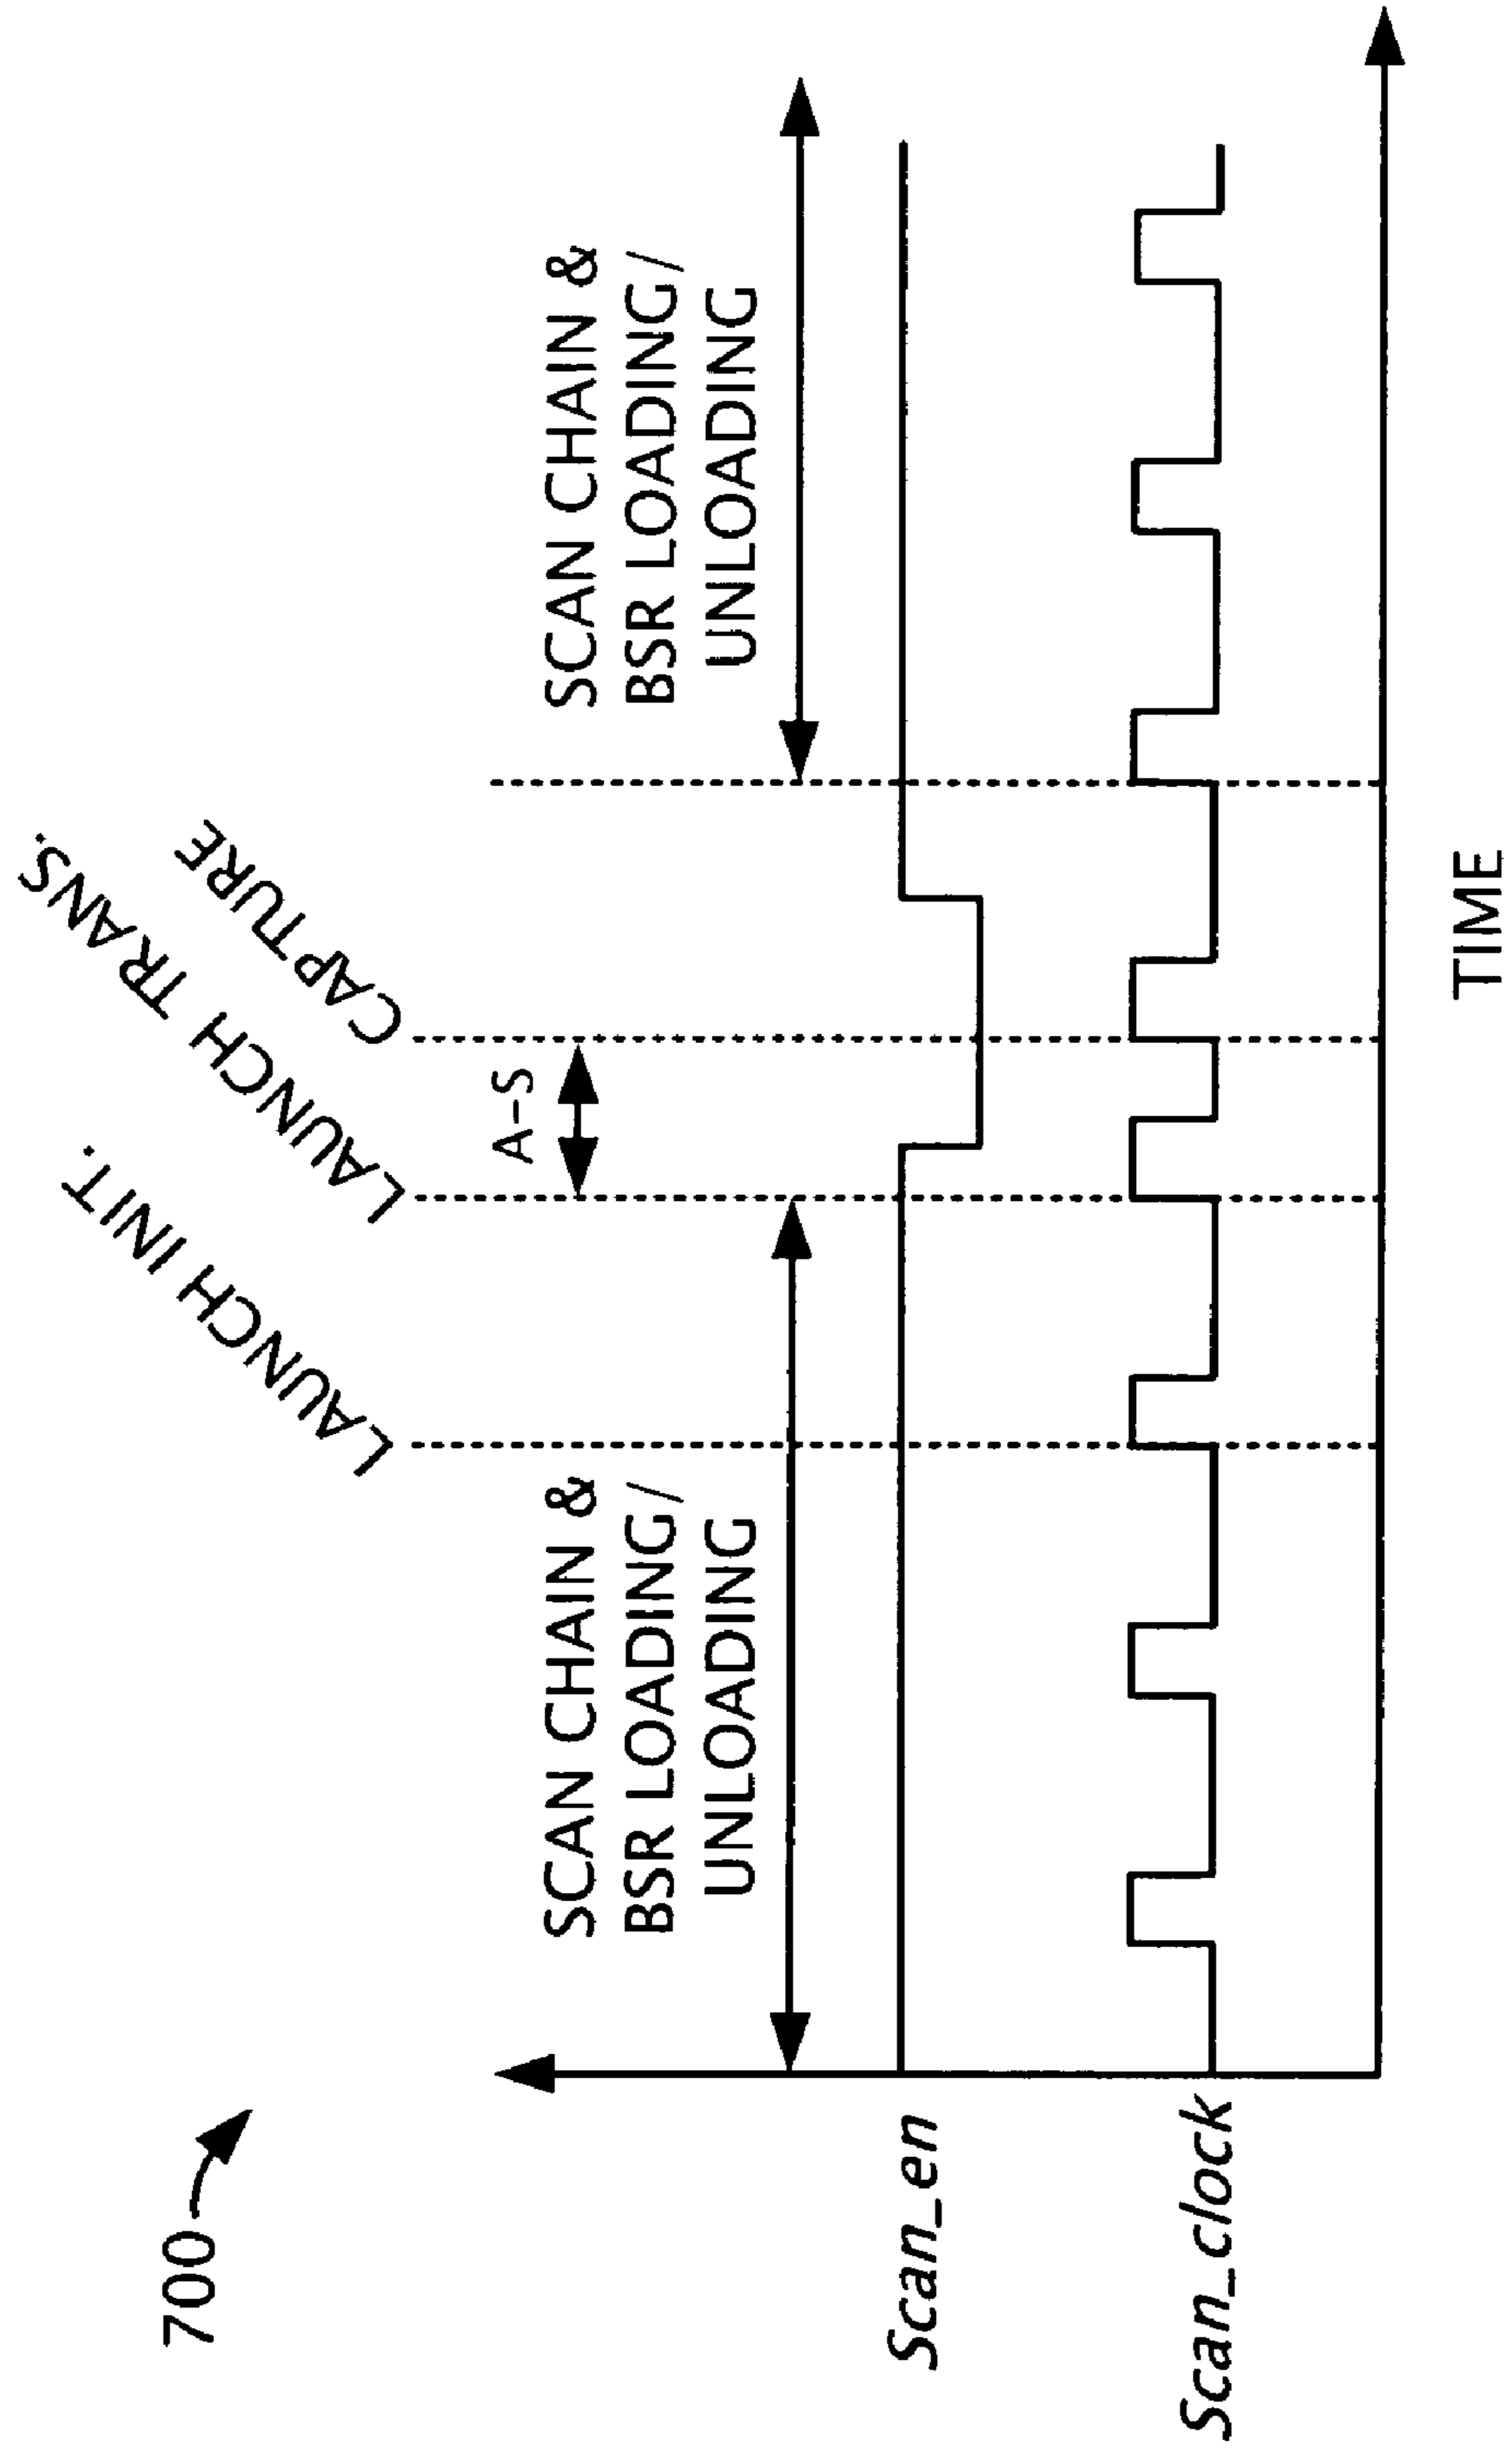 700
LAUNCH INIT.
LAUNCH TRANS.
CAPTURE
A-S
SCAN CHAIN &
BSR LOADING/
UNLOADING
SCAN CHAIN &
BSR LOADING/
UNLOADING
Scan_en
Scan_clock
TIME